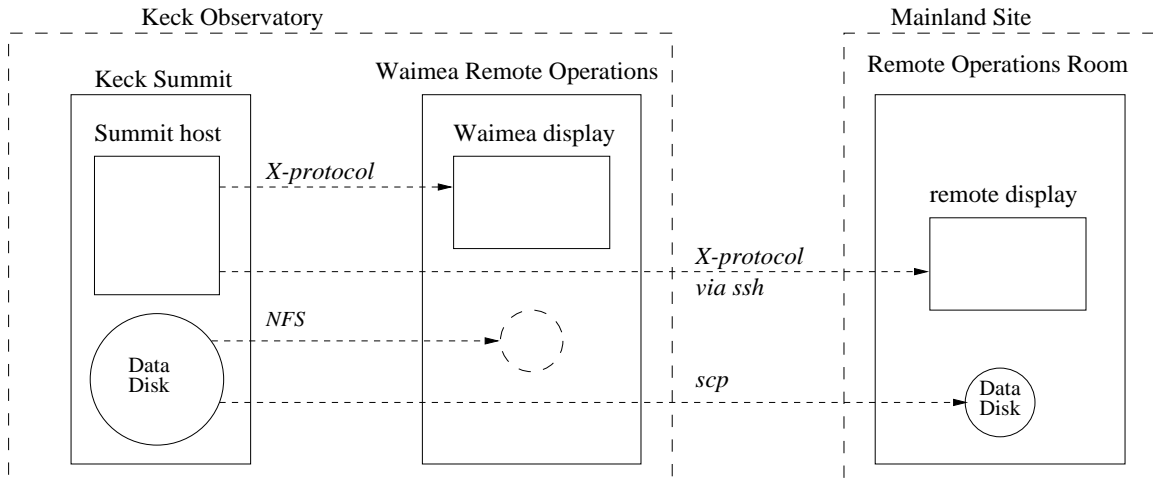 Keck Observatory
Mainland Site
Keck Summit
Waimea Remote Operations
Remote Operations Room
Summit host
Waimea display
X-protocol
remote display
X-protocol
via ssh
NFS
Data
Disk
scp
Data
Disk